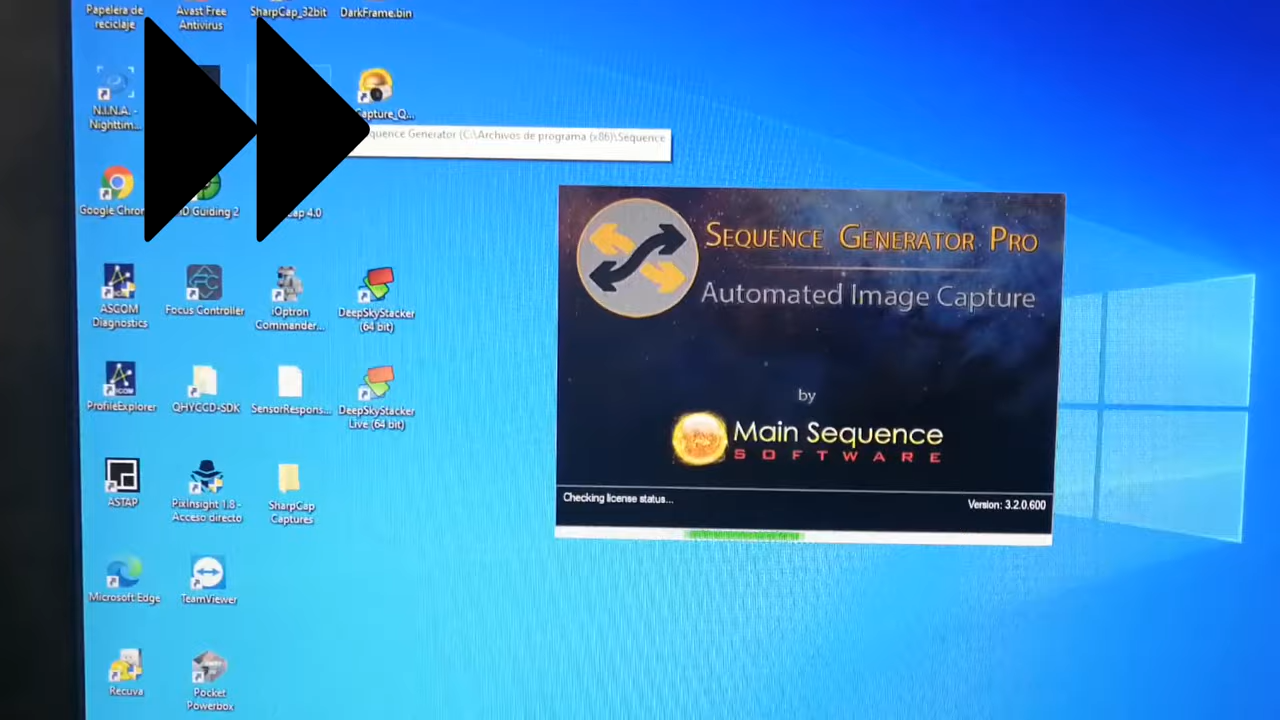 Papelera de
reciclaje
Avast Free
Antivirus
SharpCap_32bit
DarkFrame.bin
N.I.N.A. -
Nighttim...
apture_Q...
quence Generator (C:\Archivos de programa (x86)\Sequence
Google Chro
D Guiding 2
ap 4.0
ASCOM
Diagnostics
Focus Controller
iOptron
Commander...
DeepSkyStacker
(64 bit)
ProfileExplorer
QHYCCD-SDK
SensorRespons...
DeepSkyStacker
Live (64 bit)
ASTAP
PixInsight 1.8 -
Acceso directo
SharpCap
Captures
Microsoft Edge
TeamViewer
Recuva
Pocket
Powerbox
Sequence Generator Pro
Automated Image Capture
by
Main Sequence
SOFTWARE
Checking license status...
Version: 3.2.0.600